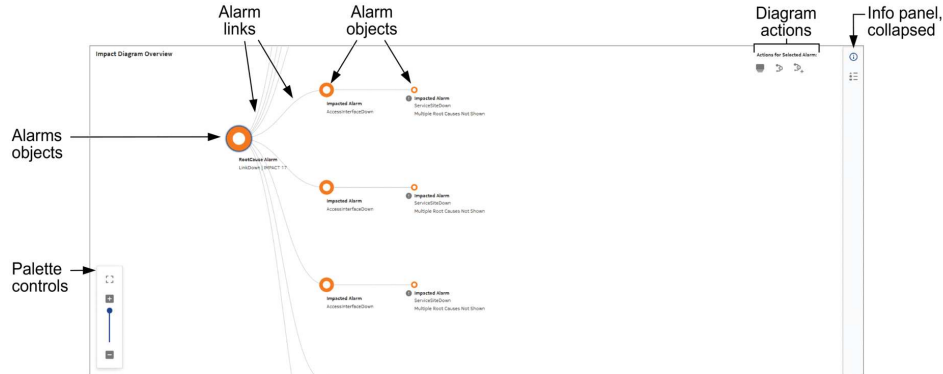 Alarm
links
Alarm
objects
Diagram
actions
Info panel,
collapsed
Impact Diagram Overview
Actions for Selected Alarm:
Impacted Alarm
AccessInterfaceDown
Impacted Alarm
ServiceSiteDown
Multiple Root Causes Not Shown
Alarms
objects
RootCause Alarm
LinkDown | IMPACT: 17
Impacted Alarm
AccessInterfaceDown
Impacted Alarm
ServiceSiteDown
Multiple Root Causes Not Shown
Palette
controls
Impacted Alarm
AccessInterfaceDown
Impacted Alarm
ServiceSiteDown
Multiple Root Causes Not Shown